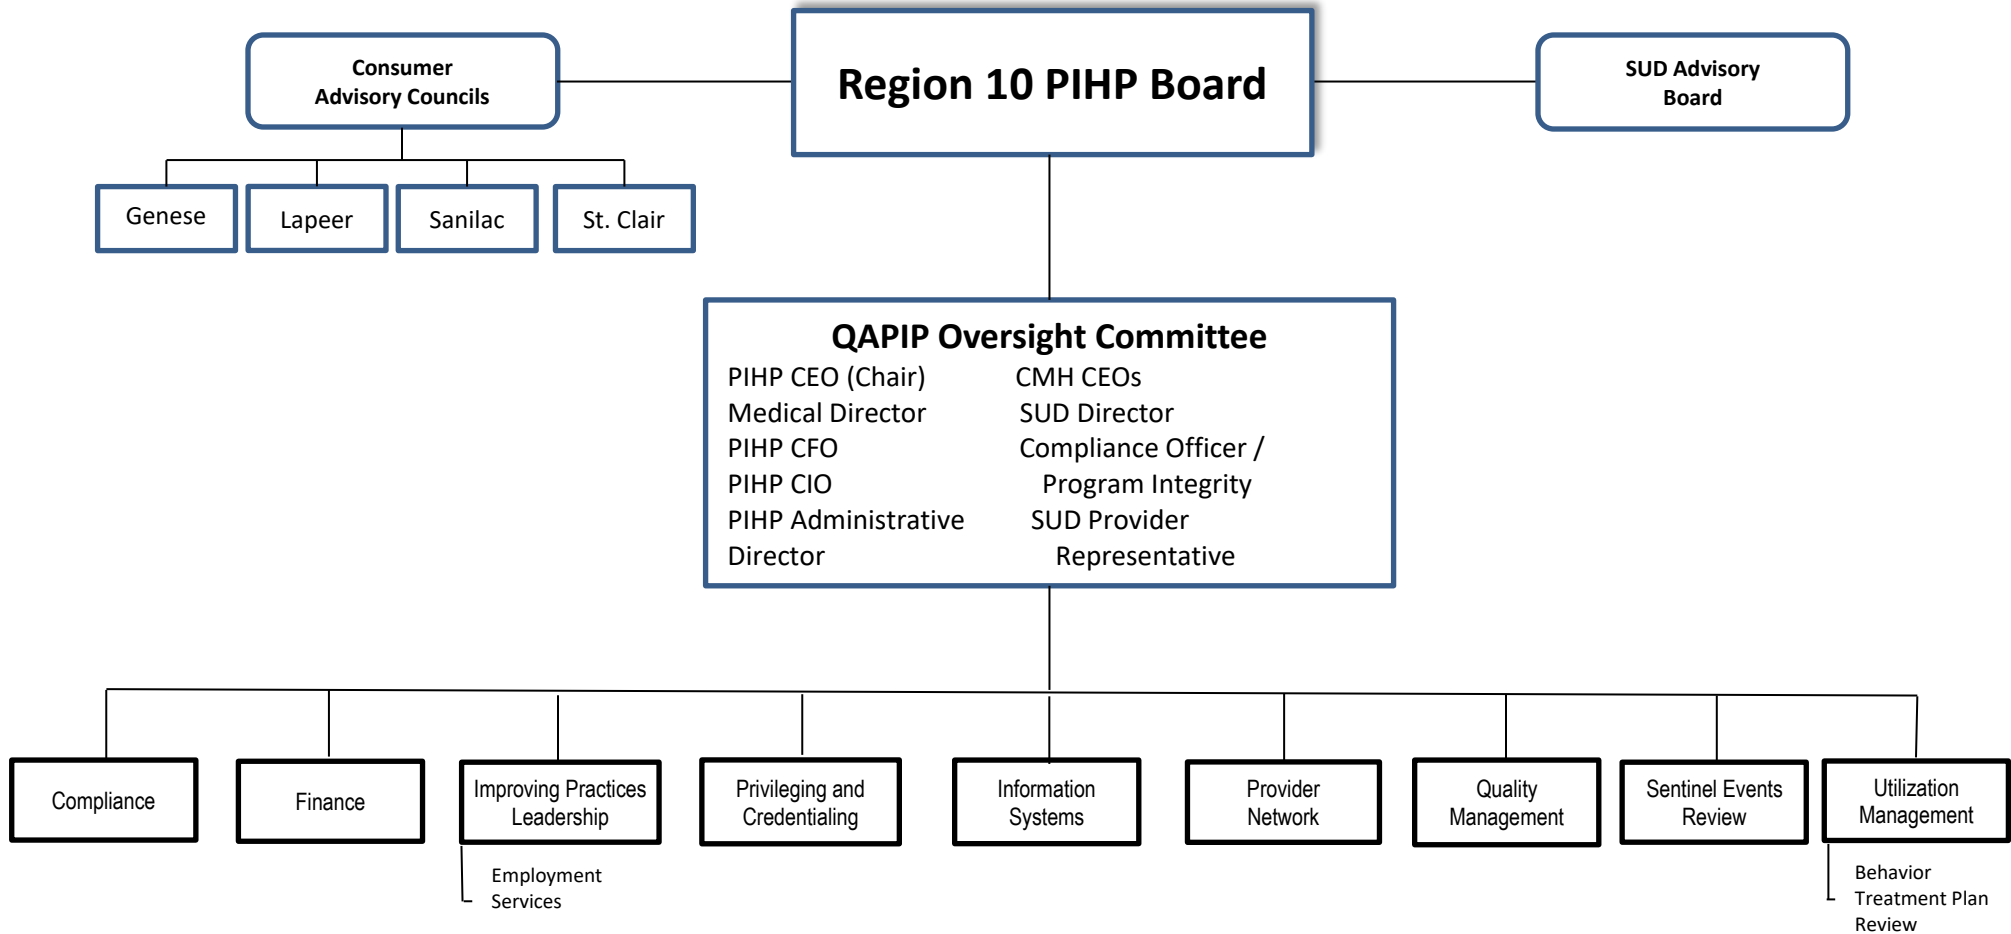 Consumer
Advisory Councils
Region 10 PIHP Board
SUD Advisory
Board
Genese
Lapeer
Sanilac
St. Clair
QAPIP Oversight Committee
PIHP CEO (Chair) CMH CEOs
Medical Director SUD Director
PIHP CFO Compliance Officer /
PIHP CIO Program Integrity
PIHP Administrative SUD Provider
Director Representative
Compliance
Finance
Improving Practices
Leadership
Privileging and
Credentialing
Information
Systems
Provider
Network
Quality
Management
Sentinel Events
Review
Utilization
Management
Employment
Services
Behavior
Treatment Plan
Review